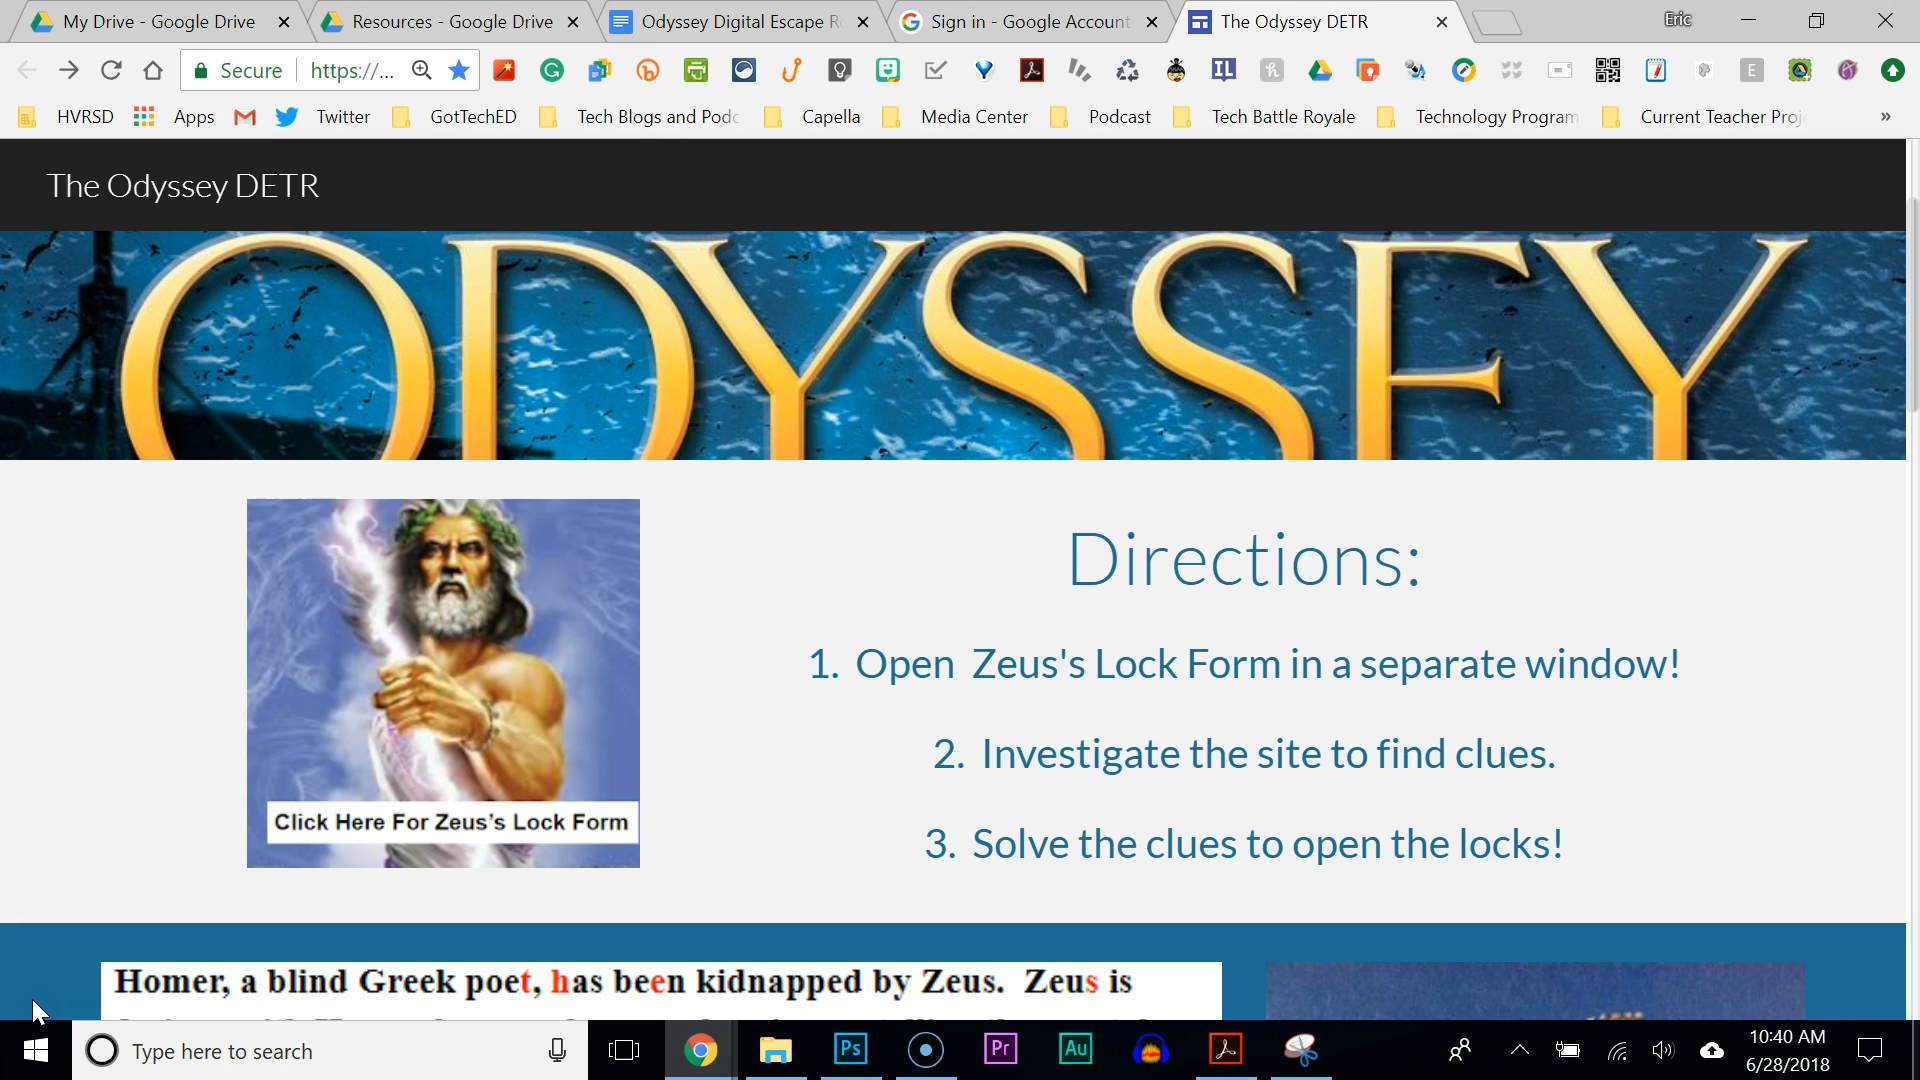 My Drive - Google Drive
Resources - Google Drive
Odyssey Digital Escape R
Sign in - Google Account
The Odyssey DETR
Eric
Secure
https://...
HVRSD
Apps
Twitter
GotTechED
Tech Blogs and Podc
Capella
Media Center
Podcast
Tech Battle Royale
Technology Program
Current Teacher Proj
»
The Odyssey DETR
ODYSSEY
Directions:
1. Open Zeus's Lock Form in a separate window!
2. Investigate the site to find clues.
3. Solve the clues to open the locks!
Click Here For Zeus's Lock Form
Homer, a blind Greek poet, has been kidnapped by Zeus. Zeus is
Type here to search
Ps
Pr
Au
10:40 AM
6/28/2018